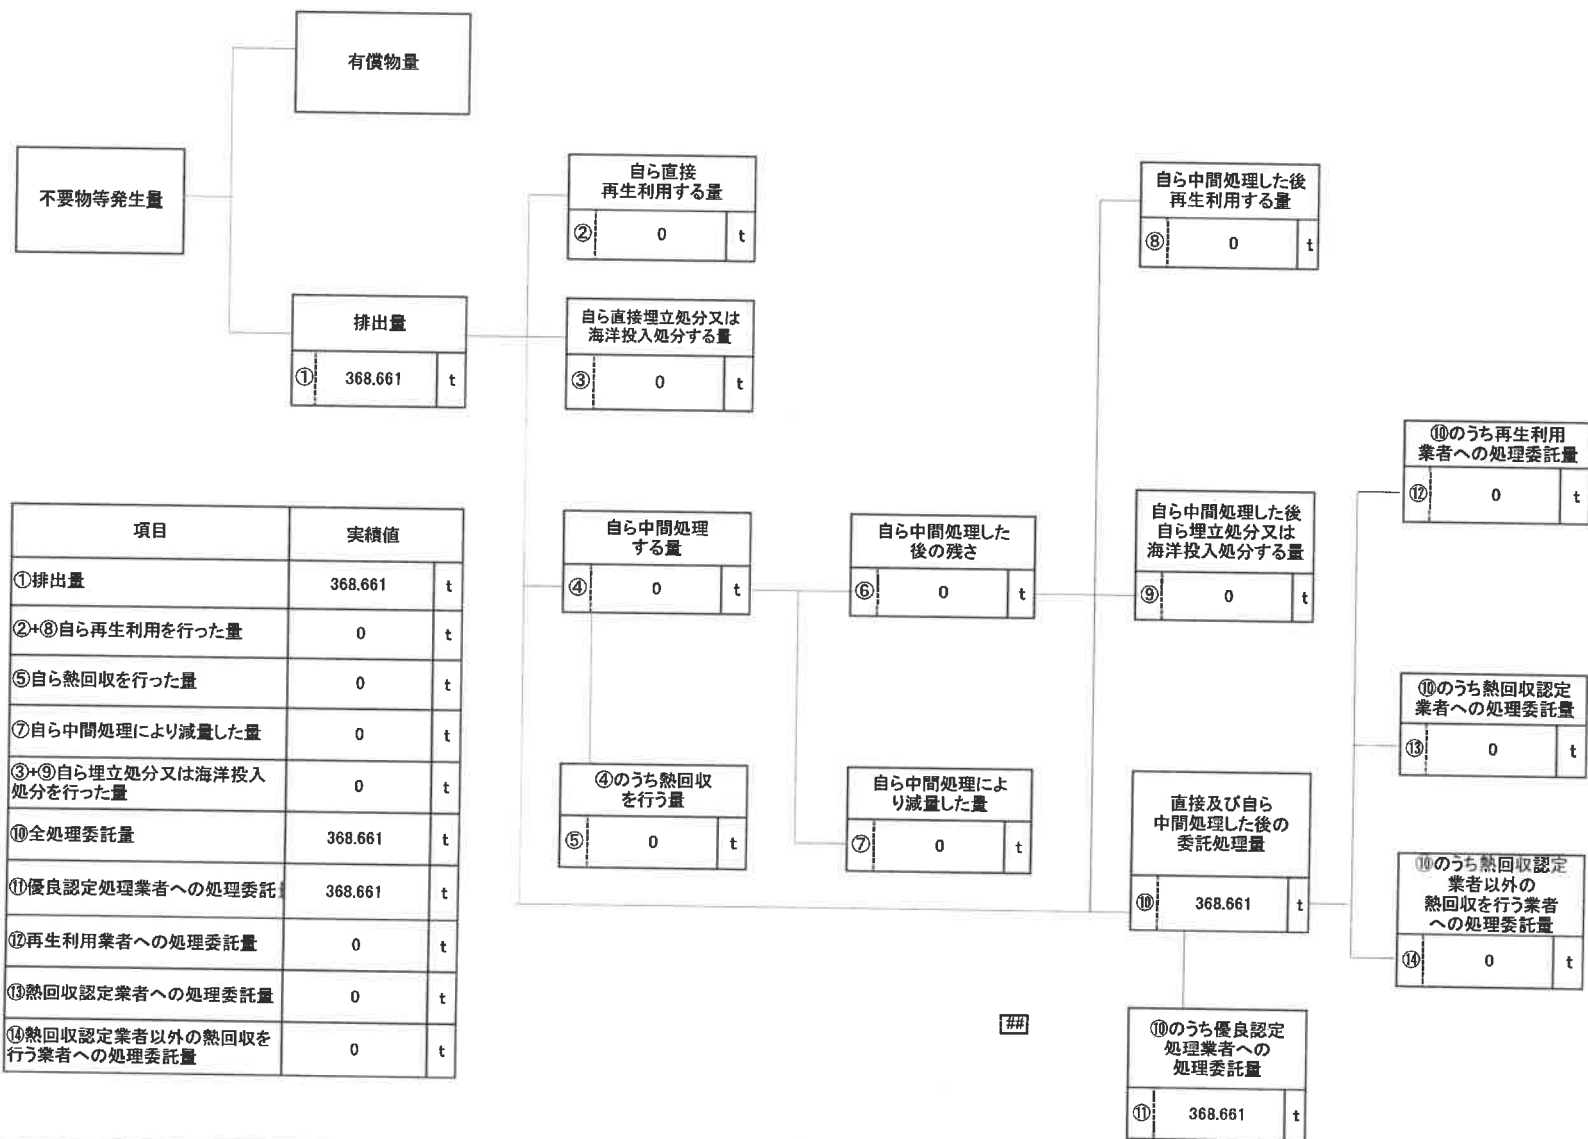 有償物量
不要物等発生量
排出量
① 368.661 t
自ら直接
再生利用する量
② 0 t
自ら直接埋立処分又は
海洋投入処分する量
③ 0 t
自ら中間処理
する量
④ 0 t
④のうち熱回収
を行う量
⑤ 0 t
自ら中間処理した
後の残さ
⑥ 0 t
自ら中間処理によ
り減量した量
⑦ 0 t
自ら中間処理した後
再生利用する量
⑧ 0 t
自ら中間処理した後
自ら埋立処分又は
海洋投入処分する量
⑨ 0 t
直接及び自ら
中間処理した後の
委託処理量
⑩ 368.661 t
⑩のうち優良認定
処理業者への
処理委託量
⑪ 368.661 t
⑩のうち再生利用
業者への処理委託量
⑫ 0 t
⑩のうち熱回収認定
業者への処理委託量
⑬ 0 t
⑩のうち熱回収認定
業者以外の
熱回収を行う業者
への処理委託量
⑭ 0 t
##
項目 実績値
①排出量 368.661 t
②+⑧自ら再生利用を行った量 0 t
⑤自ら熱回収を行った量 0 t
⑦自ら中間処理により減量した量 0 t
③+⑨自ら埋立処分又は海洋投入
処分を行った量 0 t
⑩全処理委託量 368.661 t
⑪優良認定処理業者への処理委託 368.661 t
⑫再生利用業者への処理委託量 0 t
⑬熱回収認定業者への処理委託量 0 t
⑭熱回収認定業者以外の熱回収を
行う業者への処理委託量 0 t